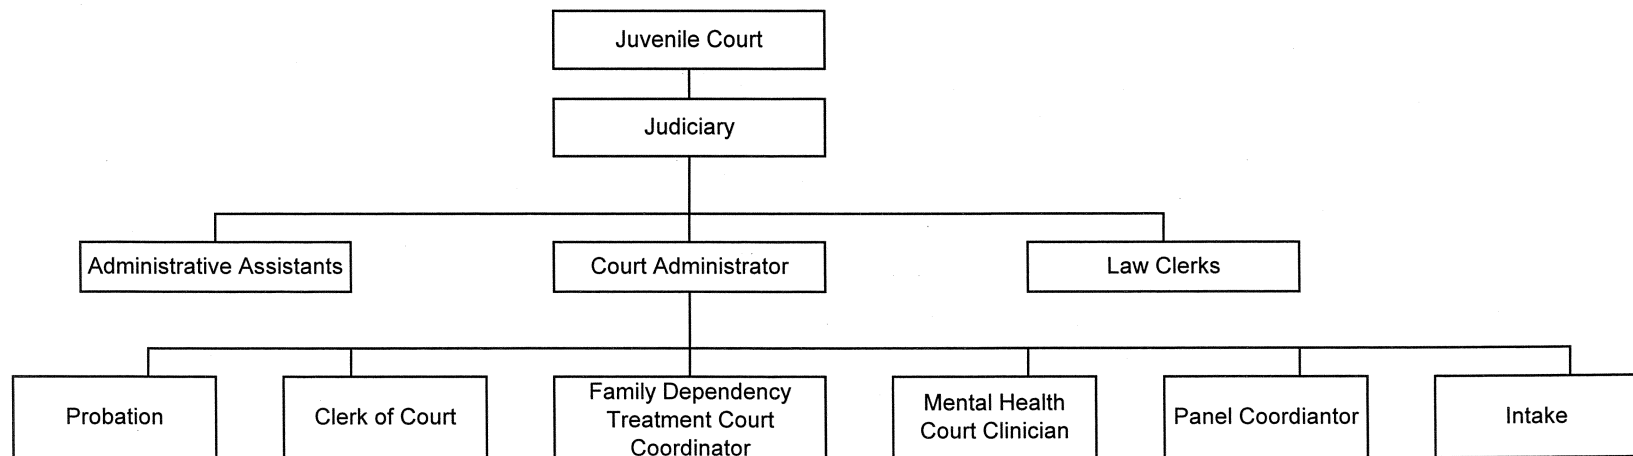 Juvenile Court
Judiciary
Administrative Assistants
Court Administrator
Law Clerks
Probation
Clerk of Court
Family Dependency
Treatment Court
Coordinator
Mental Health
Court Clinician
Panel Coordiantor
Intake